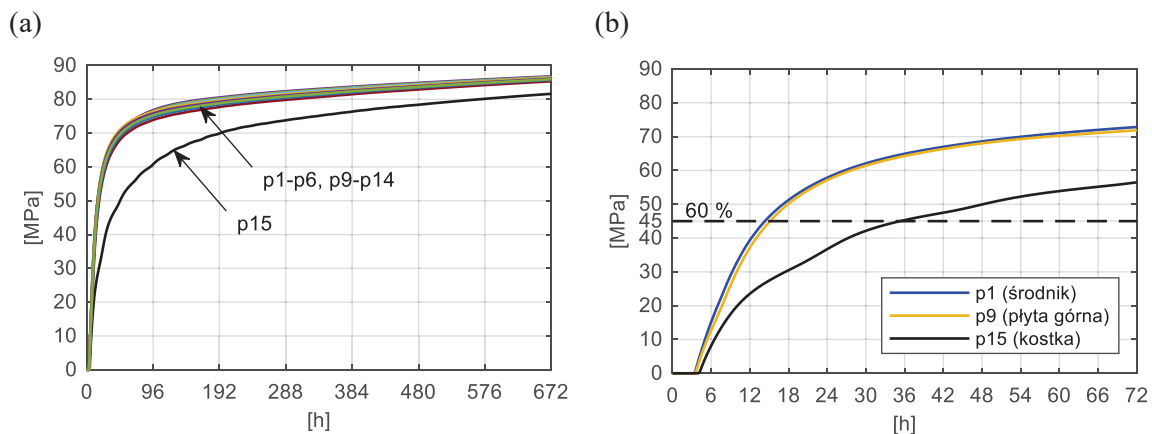 (a)
(b)
90
80
70
60
50
40
30
20
10
0
[MPa]
p1-p6, p9-p14
p15
0 96 192 288 384 480 576 672
[h]
90
80
70
60
50
45
40
30
20
10
0
[MPa]
60 %
p1 (środnik)
p9 (płyta górna)
p15 (kostka)
0 6 12 18 24 30 36 42 48 54 60 66 72
[h]